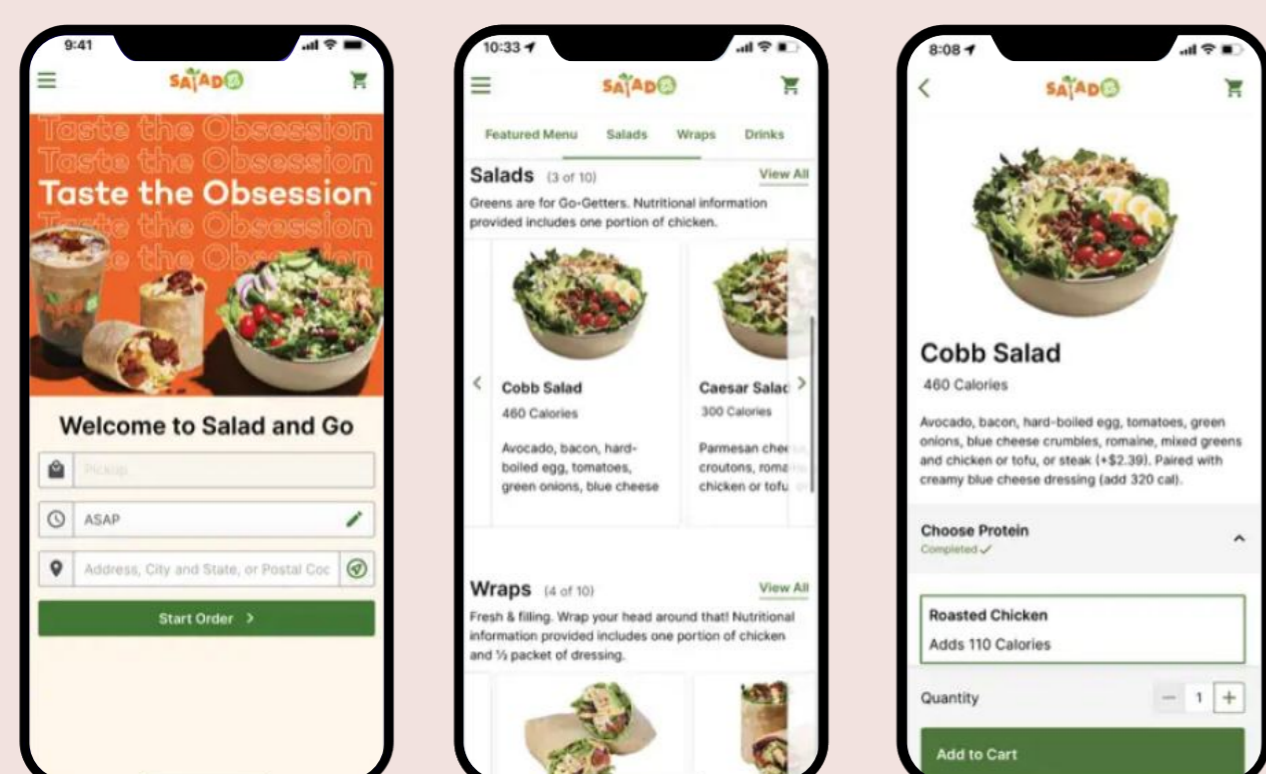 9:41
SALAD GO
Taste the Obsession
Taste the Obsession
Taste the Obsession
Taste the Obsession
the Obsession
Welcome to Salad and Go
Pickup
ASAP
Address, City and State, or Postal Coc
Start Order >
10:33
SALAD GO
Featured Menu Salads Wraps Drinks
Salads (3 of 10) View All
Greens are for Go-Getters. Nutritional information
provided includes one portion of chicken.
Cobb Salad
460 Calories
Avocado, bacon, hard-
boiled egg, tomatoes,
green onions, blue cheese
Caesar Salad
300 Calories
Parmesan chee
croutons, roma
chicken or tofu
Wraps (4 of 10) View All
Fresh & filling. Wrap your head around that! Nutritional
information provided includes one portion of chicken
and ½ packet of dressing.
8:08
SALAD GO
Cobb Salad
460 Calories
Avocado, bacon, hard-boiled egg, tomatoes, green
onions, blue cheese crumbles, romaine, mixed greens
and chicken or tofu, or steak (+$2.39). Paired with
creamy blue cheese dressing (add 320 cal).
Choose Protein
Completed ✓
Roasted Chicken
Adds 110 Calories
Quantity − 1 +
Add to Cart